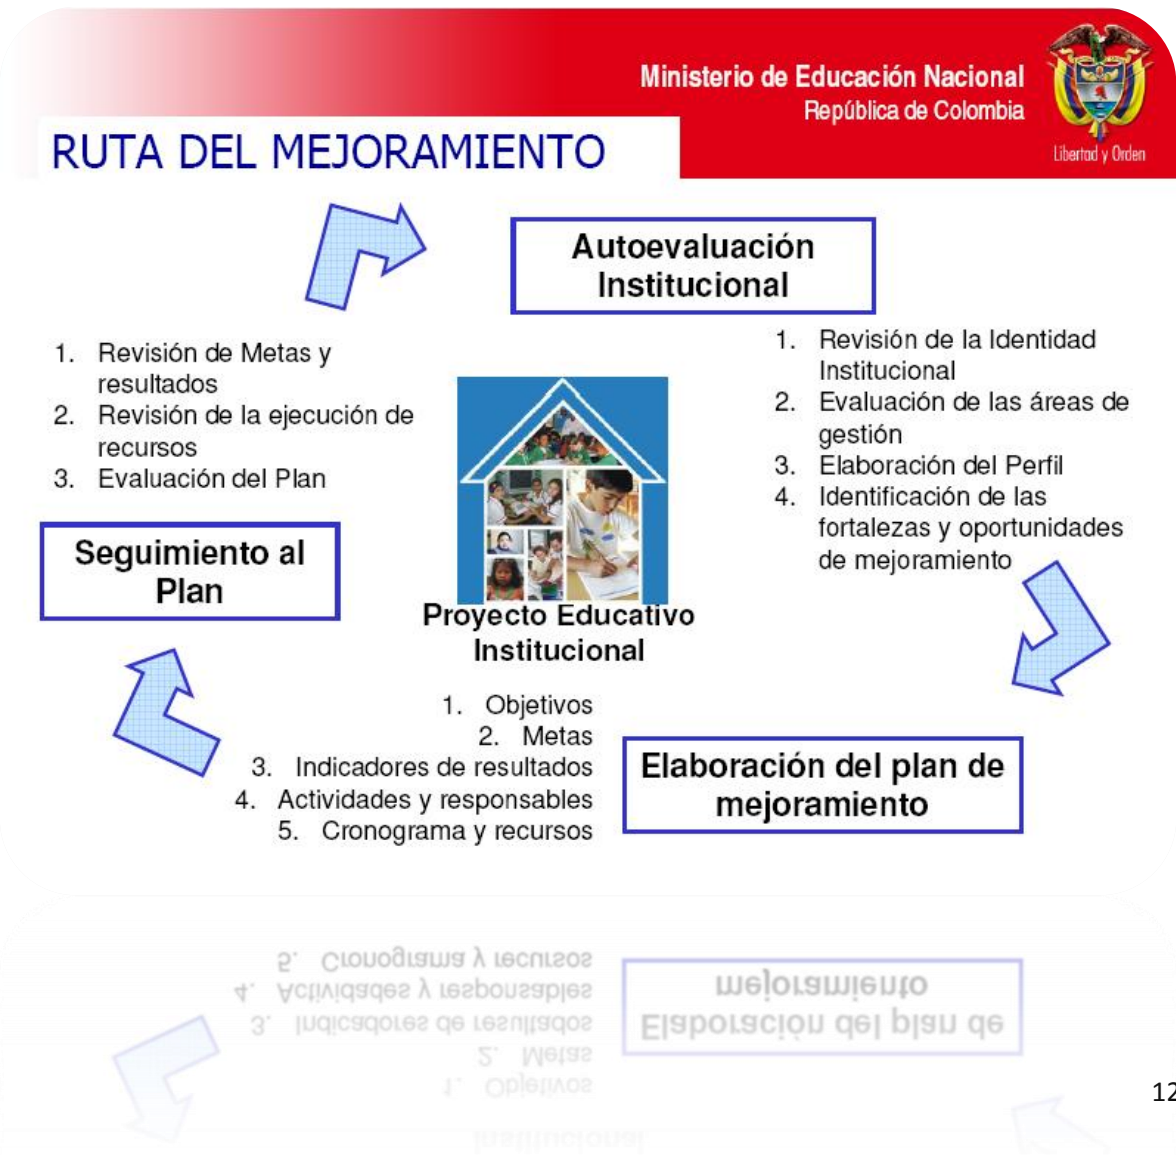 Ministerio de Educación Nacional
República de Colombia
Libertad y Orden
RUTA DEL MEJORAMIENTO
Autoevaluación
Institucional
1. Revisión de la Identidad
Institucional
2. Evaluación de las áreas de
gestión
3. Elaboración del Perfil
4. Identificación de las
fortalezas y oportunidades
de mejoramiento
Elaboración del plan de
mejoramiento
1. Objetivos
2. Metas
3. Indicadores de resultados
4. Actividades y responsables
5. Cronograma y recursos
Seguimiento al
Plan
1. Revisión de Metas y
resultados
2. Revisión de la ejecución de
recursos
3. Evaluación del Plan
Proyecto Educativo
Institucional
12